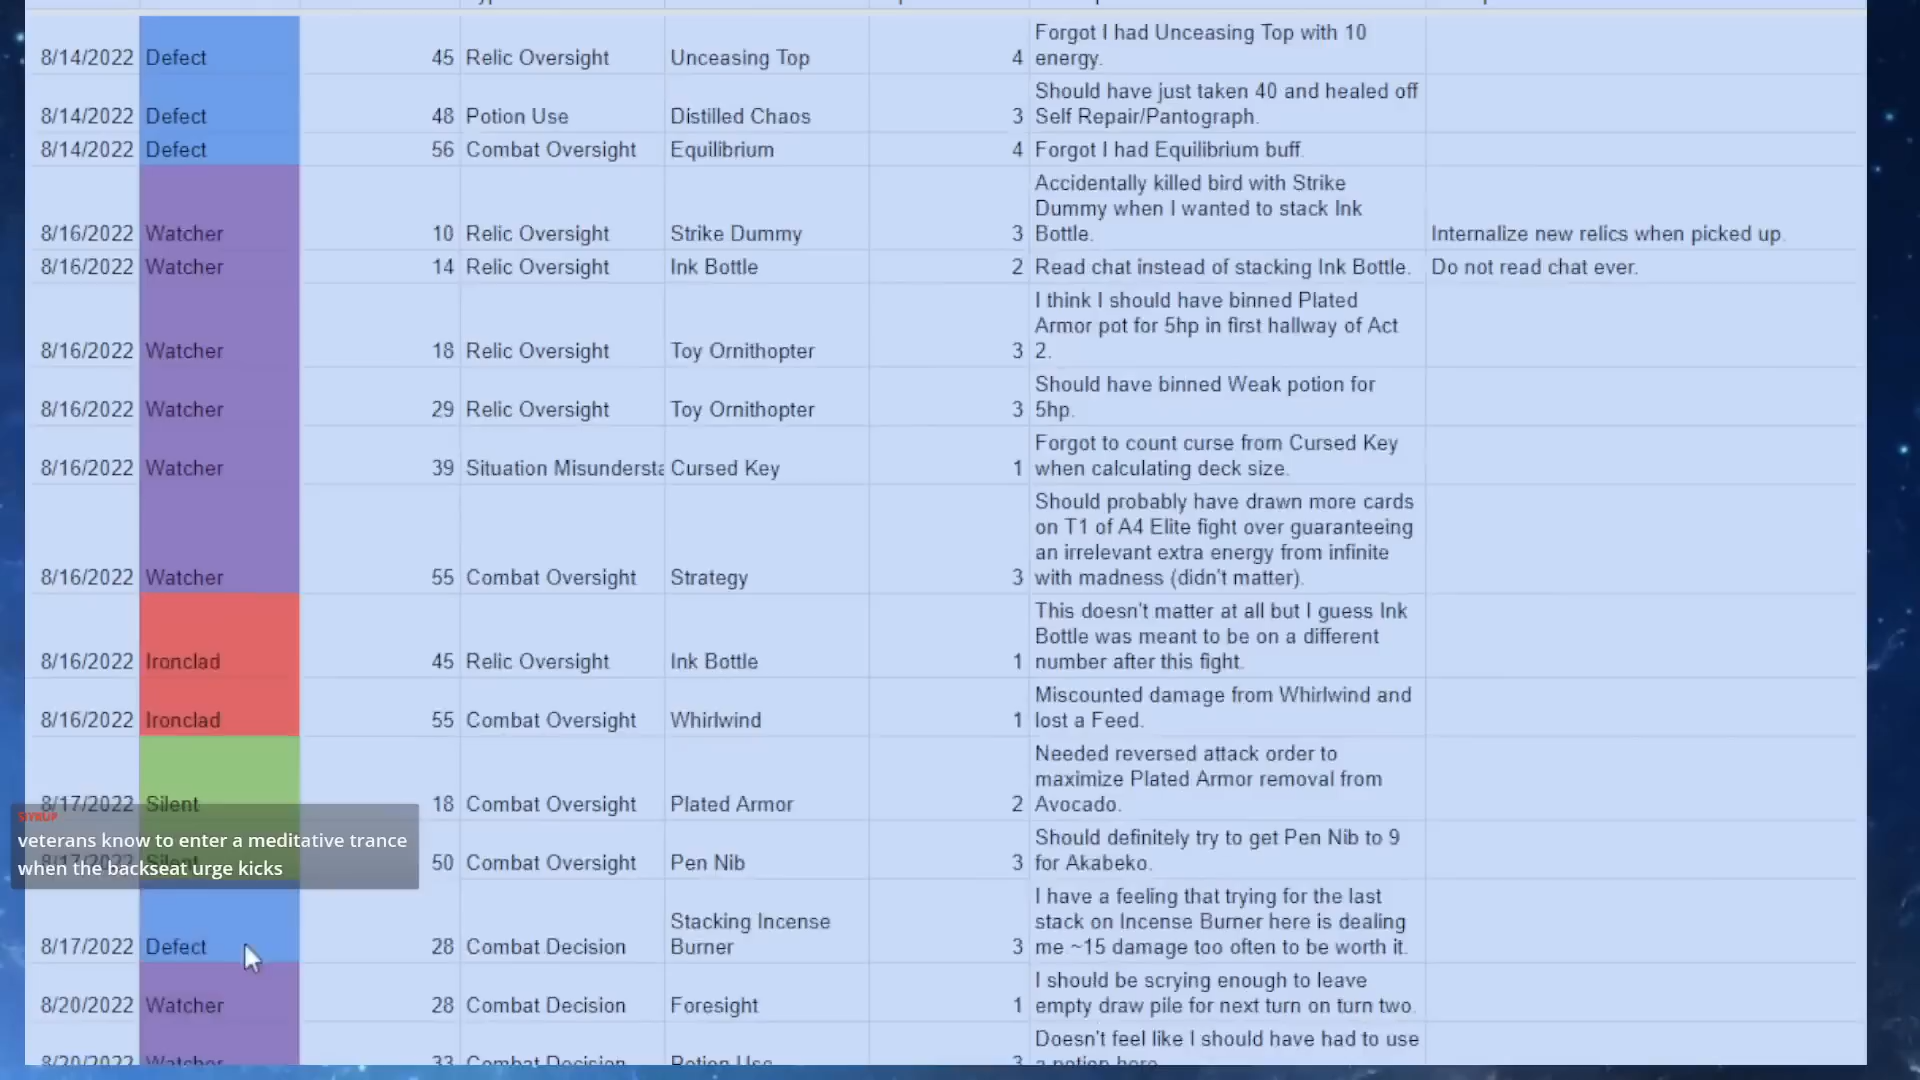 8/14/2022 Defect 45 Relic Oversight Unceasing Top 4 Forgot I had Unceasing Top with 10
energy.
8/14/2022 Defect 48 Potion Use Distilled Chaos 3 Should have just taken 40 and healed off
Self Repair/Pantograph.
8/14/2022 Defect 56 Combat Oversight Equilibrium 4 Forgot I had Equilibrium buff.
8/16/2022 Watcher 10 Relic Oversight Strike Dummy 3 Accidentally killed bird with Strike
Dummy when I wanted to stack Ink
Bottle. Internalize new relics when picked up.
8/16/2022 Watcher 14 Relic Oversight Ink Bottle 2 Read chat instead of stacking Ink Bottle. Do not read chat ever.
8/16/2022 Watcher 18 Relic Oversight Toy Ornithopter 3 I think I should have binned Plated
Armor pot for 5hp in first hallway of Act
2.
8/16/2022 Watcher 29 Relic Oversight Toy Ornithopter 3 Should have binned Weak potion for
5hp.
8/16/2022 Watcher 39 Situation Misundersta Cursed Key 1 Forgot to count curse from Cursed Key
when calculating deck size.
8/16/2022 Watcher 55 Combat Oversight Strategy 3 Should probably have drawn more cards
on T1 of A4 Elite fight over guaranteeing
an irrelevant extra energy from infinite
with madness (didn't matter).
8/16/2022 Ironclad 45 Relic Oversight Ink Bottle 1 This doesn't matter at all but I guess Ink
Bottle was meant to be on a different
number after this fight.
8/16/2022 Ironclad 55 Combat Oversight Whirlwind 1 Miscounted damage from Whirlwind and
lost a Feed.
8/17/2022 Silent 18 Combat Oversight Plated Armor 2 Needed reversed attack order to
maximize Plated Armor removal from
Avocado.
veterans know to enter a meditative trance
when the backseat urge kicks
8/17/2022 Silent 50 Combat Oversight Pen Nib 3 Should definitely try to get Pen Nib to 9
for Akabeko.
8/17/2022 Defect 28 Combat Decision Stacking Incense
Burner 3 I have a feeling that trying for the last
stack on Incense Burner here is dealing
me ~15 damage too often to be worth it.
8/20/2022 Watcher 28 Combat Decision Foresight 1 I should be scrying enough to leave
empty draw pile for next turn on turn two.
8/20/2022 Watcher 33 Combat Decision Potion Use 3 Doesn't feel like I should have had to use
a potion here.